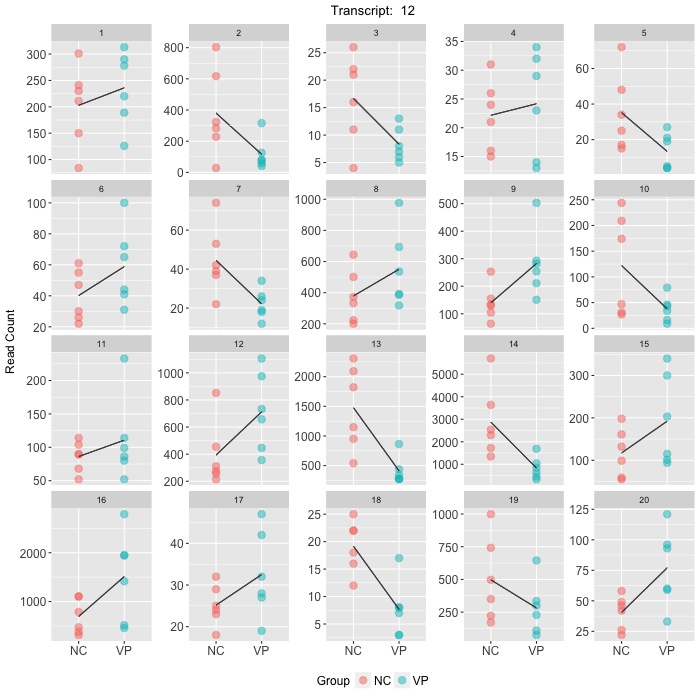 Transcript: 12
Read Count
1 2 3 4 5
300 250 200 150 100
800 600 400 200 0
25 20 15 10 5
35 30 25 20 15
60 40 20
6 7 8 9 10
100 80 60 40 20
60 40 20
1000 800 600 400 200
500 400 300 200 100
250 200 150 100 50 0
11 12 13 14 15
200 150 100 50
1000 800 600 400 200
2000 1500 1000 500
5000 4000 3000 2000 1000
300 200 100
16 17 18 19 20
2000 1000
40 30 20
25 20 15 10 5
1000 750 500 250
125 100 75 50 25
NC VP NC VP NC VP NC VP NC VP
Group NC VP